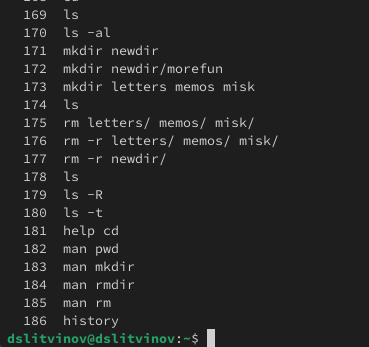 169 ls
170 ls -al
171 mkdir newdir
172 mkdir newdir/morefun
173 mkdir letters memos misk
174 ls
175 rm letters/ memos/ misk/
176 rm -r letters/ memos/ misk/
177 rm -r newdir/
178 ls
179 ls -R
180 ls -t
181 help cd
182 man pwd
183 man mkdir
184 man rmdir
185 man rm
186 history
dslitvinov@dslitvinov:~$